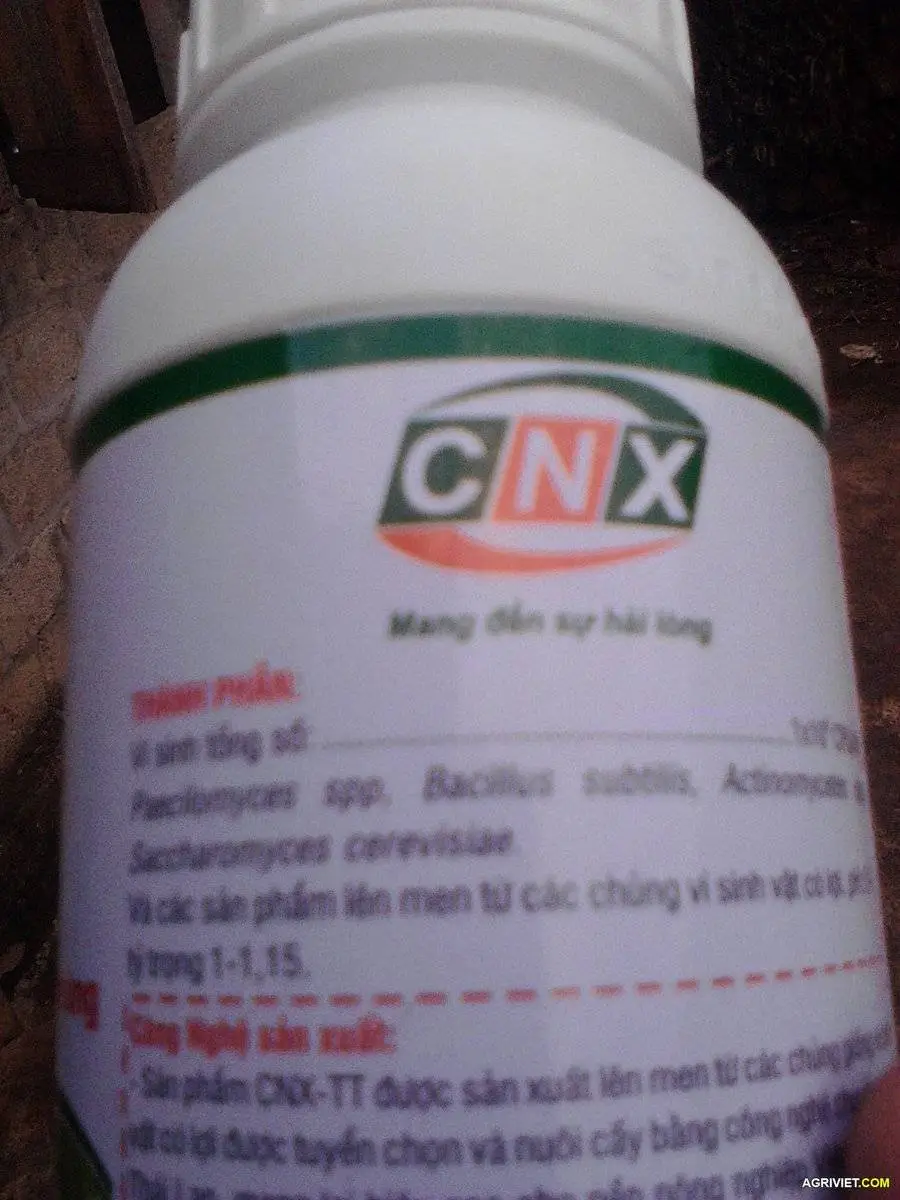 CNX
Mang đến sự hài lòng
THÀNH PHẦN:
Vi sinh tổng số:
Paecilomyces spp, Bacillus subtilis, Actinomyces
Saccharomyces cerevisiae.
Và các sản phẩm lên men từ các chủng vi sinh vật có lợi, pH
tỷ trọng 1-1,15.
Công Nghệ sản xuất:
- Sản phẩm CNX-TT được sản xuất lên men từ các chủng giống
vật có lợi được tuyển chọn và nuôi cấy bằng công nghệ
AGRIVIET.COM